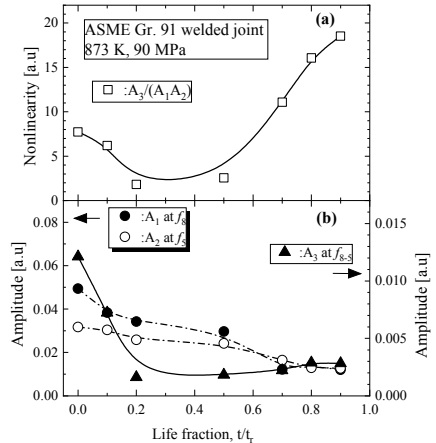 (a)
ASME Gr. 91 welded joint
873 K, 90 MPa
:A3/(A1A2)
Nonlinearity [a.u]
20
15
10
5
0
(b)
:A1 at f8
:A2 at f5
:A3 at f8-5
Amplitude [a.u]
0.08
0.06
0.04
0.02
0.00
0.015
0.010
0.005
0.000
Amplitude [a.u]
0.0 0.2 0.4 0.6 0.8 1.0
Life fraction, t/tr